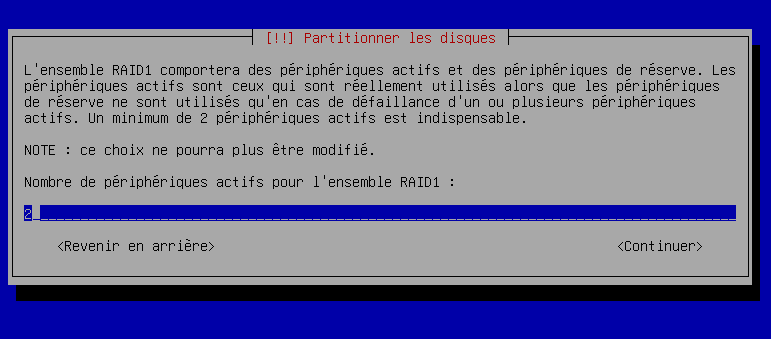 [!!] Partitionner les disques
L'ensemble RAID1 comportera des périphériques actifs et des périphériques de réserve. Les
périphériques actifs sont ceux qui sont réellement utilisés alors que les périphériques
de réserve ne sont utilisés qu'en cas de défaillance d'un ou plusieurs périphériques
actifs. Un minimum de 2 périphériques actifs est indispensable.
NOTE : ce choix ne pourra plus être modifié.
Nombre de périphériques actifs pour l'ensemble RAID1 :
2
<Revenir en arrière> <Continuer>